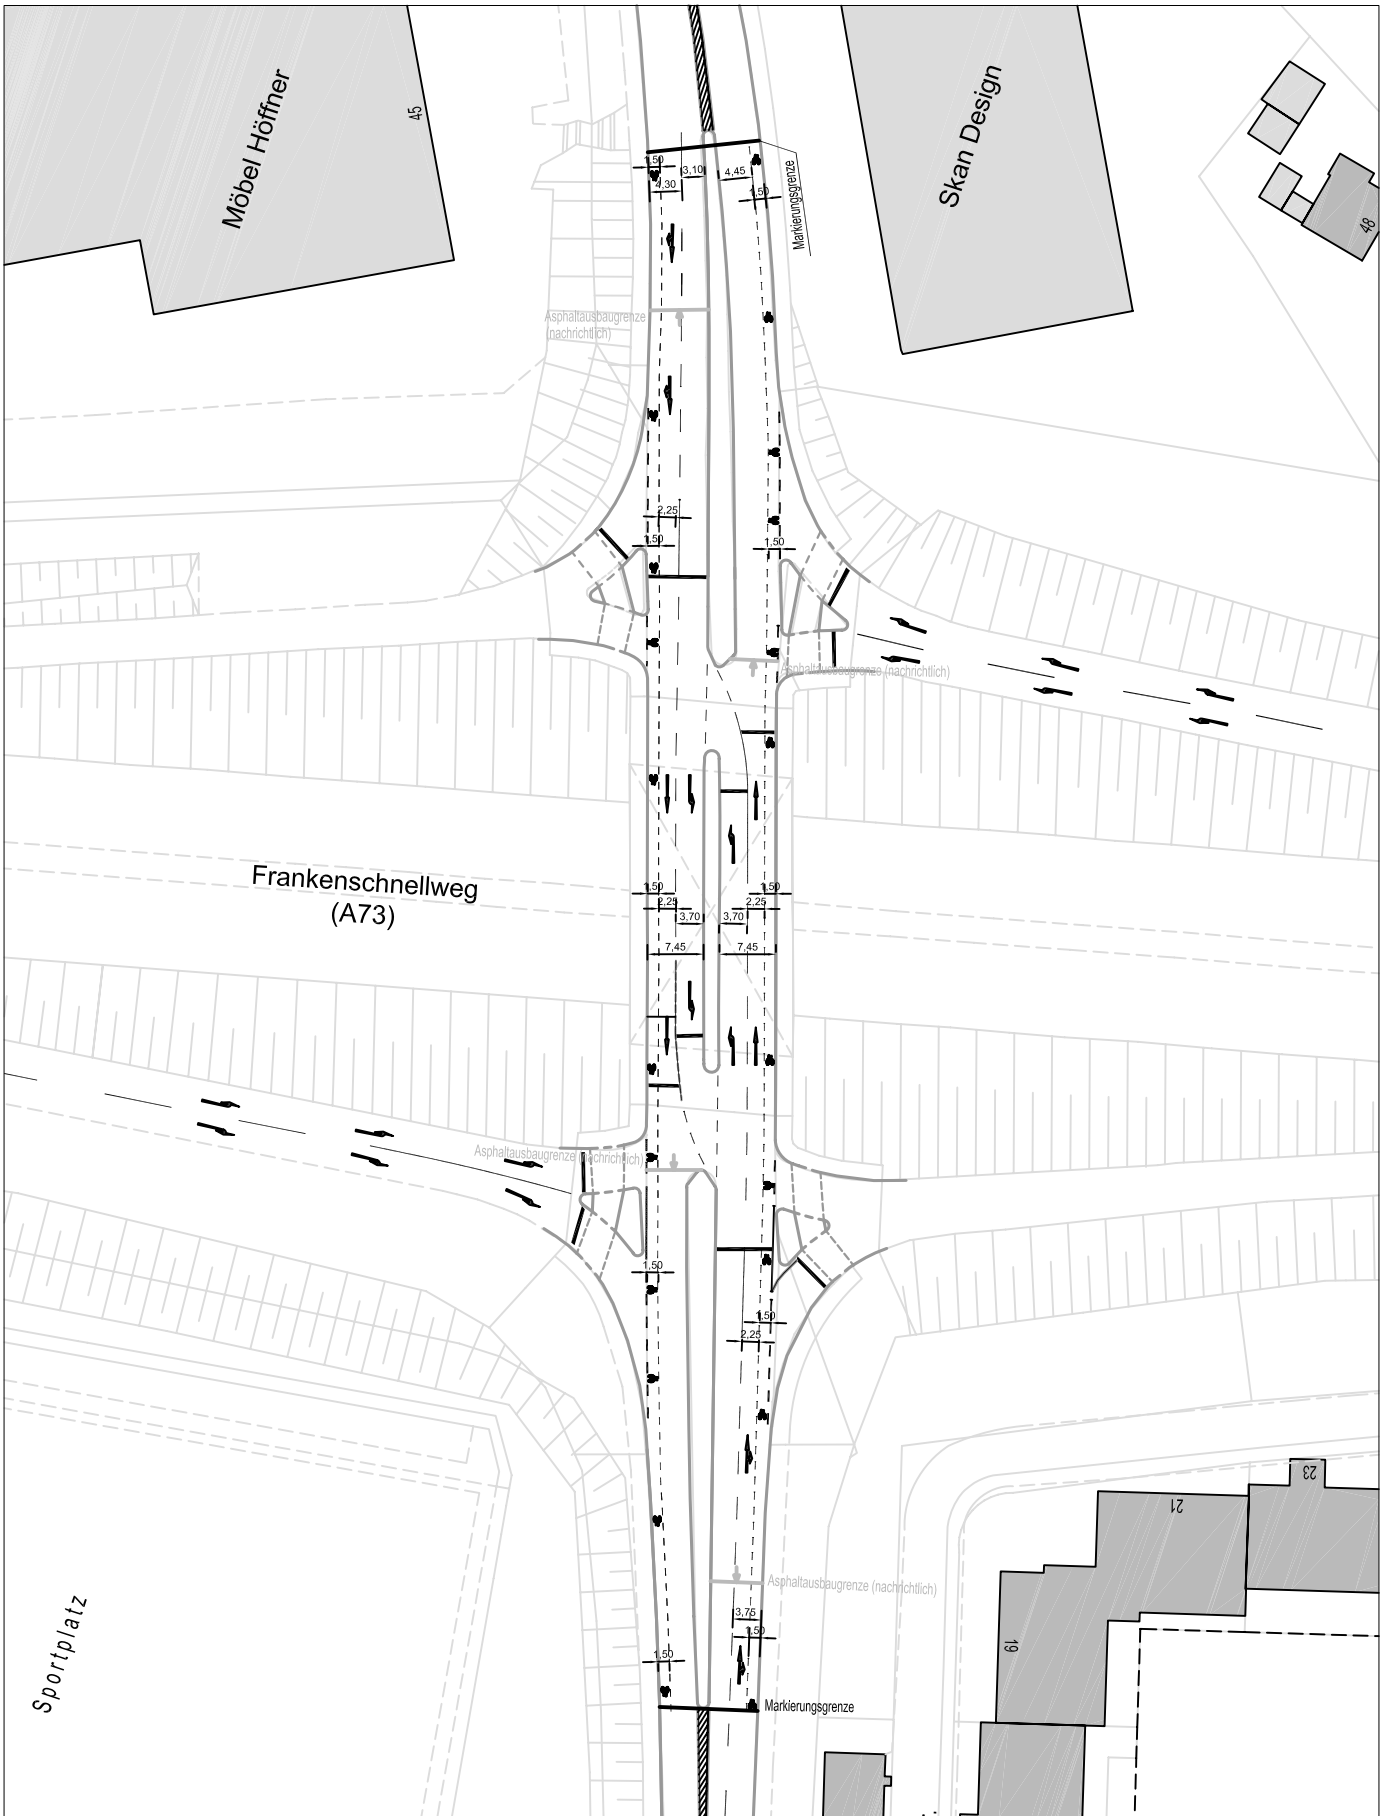 Möbel Höffner
45
Skan Design
48
1,50
3,10
4,45
4,30
1,50
Markierungsgrenze
Asphaltausbaugrenze
(nachrichtlich)
2,25
1,50
1,50
Asphaltausbaugrenze (nachrichtlich)
Frankenschnellweg
(A73)
1,50
1,50
2,25
2,25
3,70
3,70
7,45
7,45
Asphaltausbaugrenze (nachrichtlich)
1,50
1,50
2,25
23
21
Asphaltausbaugrenze (nachrichtlich)
3,75
1,50
19
Sportplatz
1,50
Markierungsgrenze